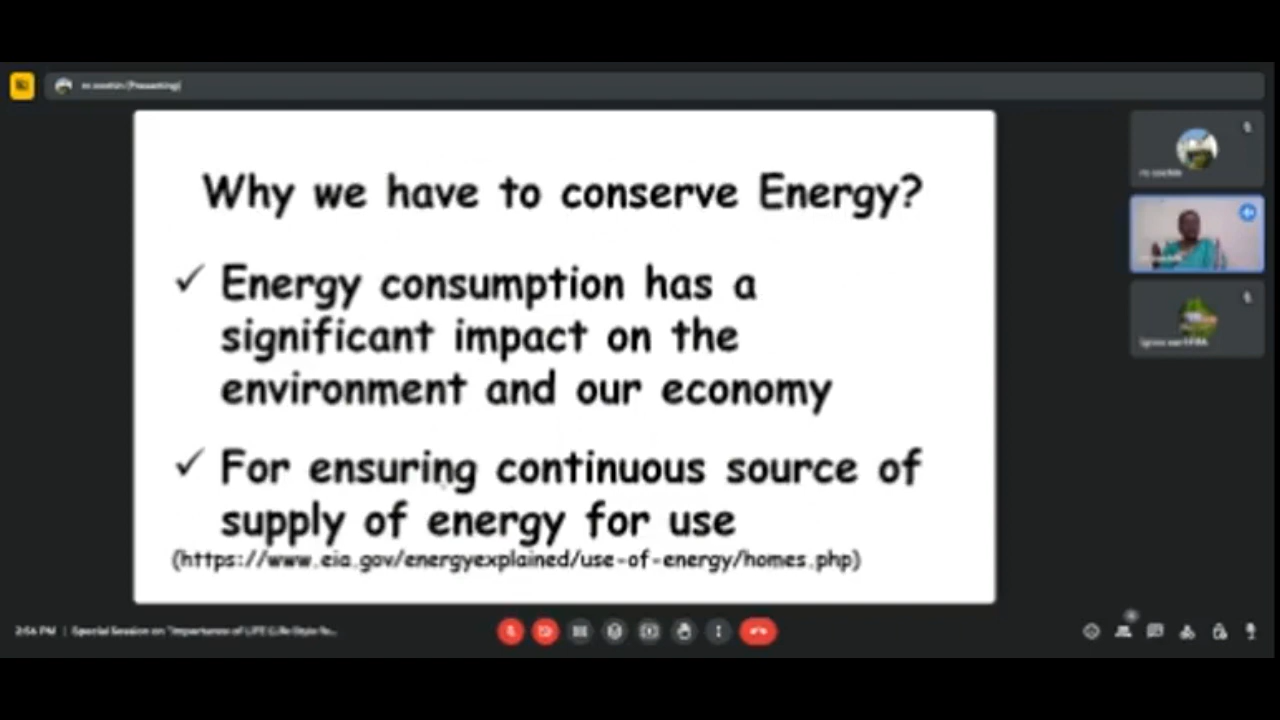 (Presenting)
Why we have to conserve Energy?
✓ Energy consumption has a
significant impact on the
environment and our economy
✓ For ensuring continuous source of
supply of energy for use
(https://www.eia.gov/energyexplained/use-of-energy/homes.php)
2:56 PM | Special Session on "Importance of LiFE (Life Style fo...